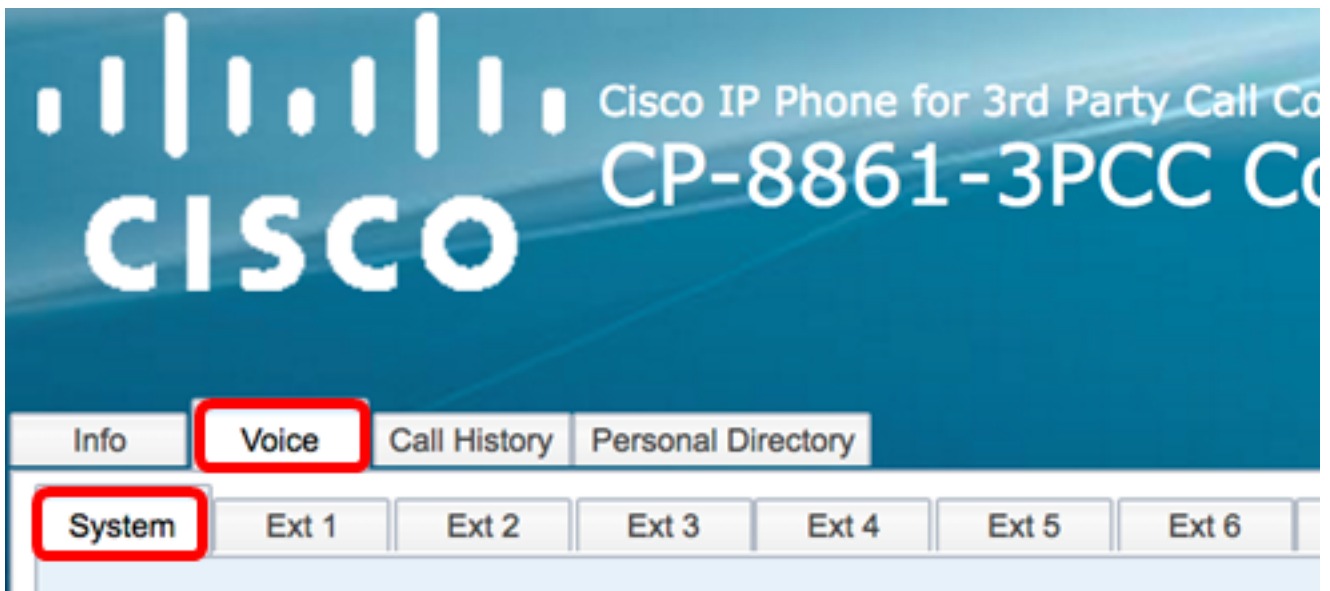 Cisco IP Phone for 3rd Party Call Co
CP-8861-3PCC Co
CISCO
Info Voice Call History Personal Directory
System Ext 1 Ext 2 Ext 3 Ext 4 Ext 5 Ext 6